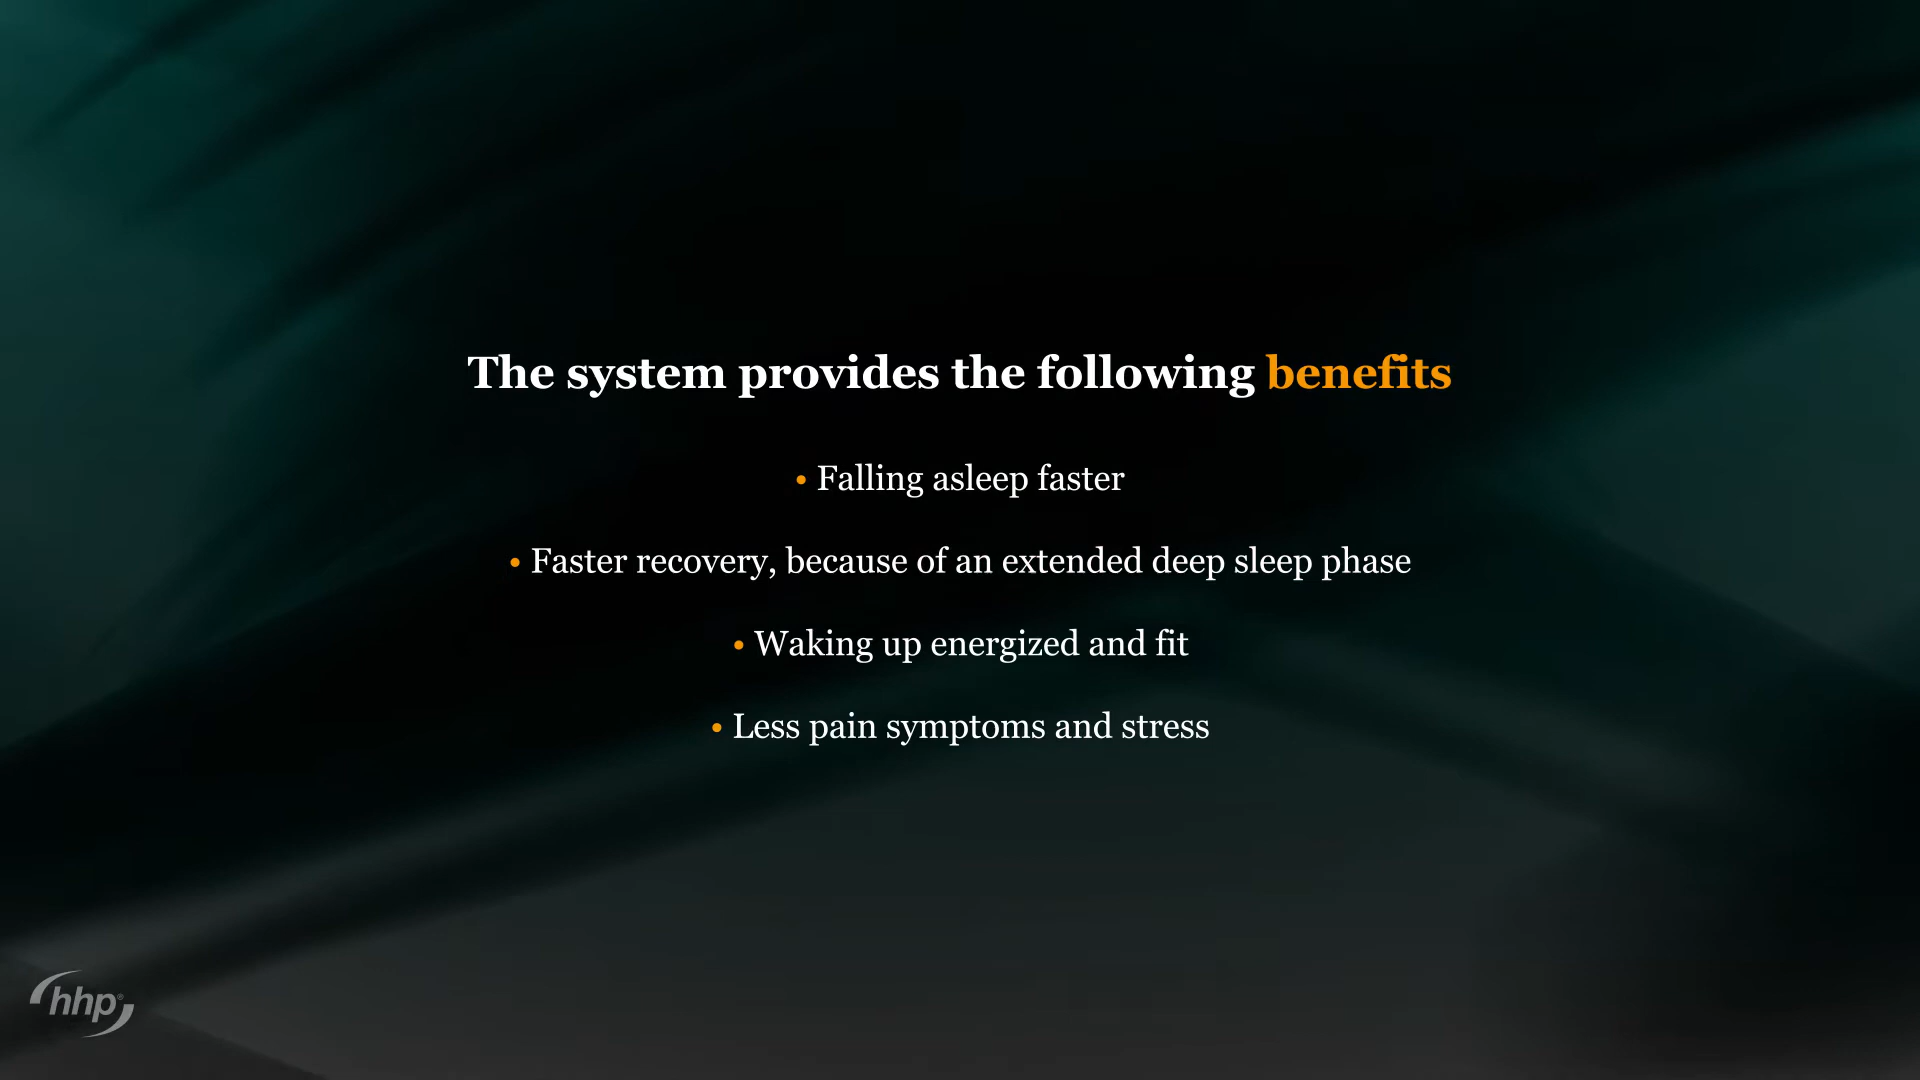 The system provides the following benefits
• Falling asleep faster
• Faster recovery, because of an extended deep sleep phase
• Waking up energized and fit
• Less pain symptoms and stress
hhp®